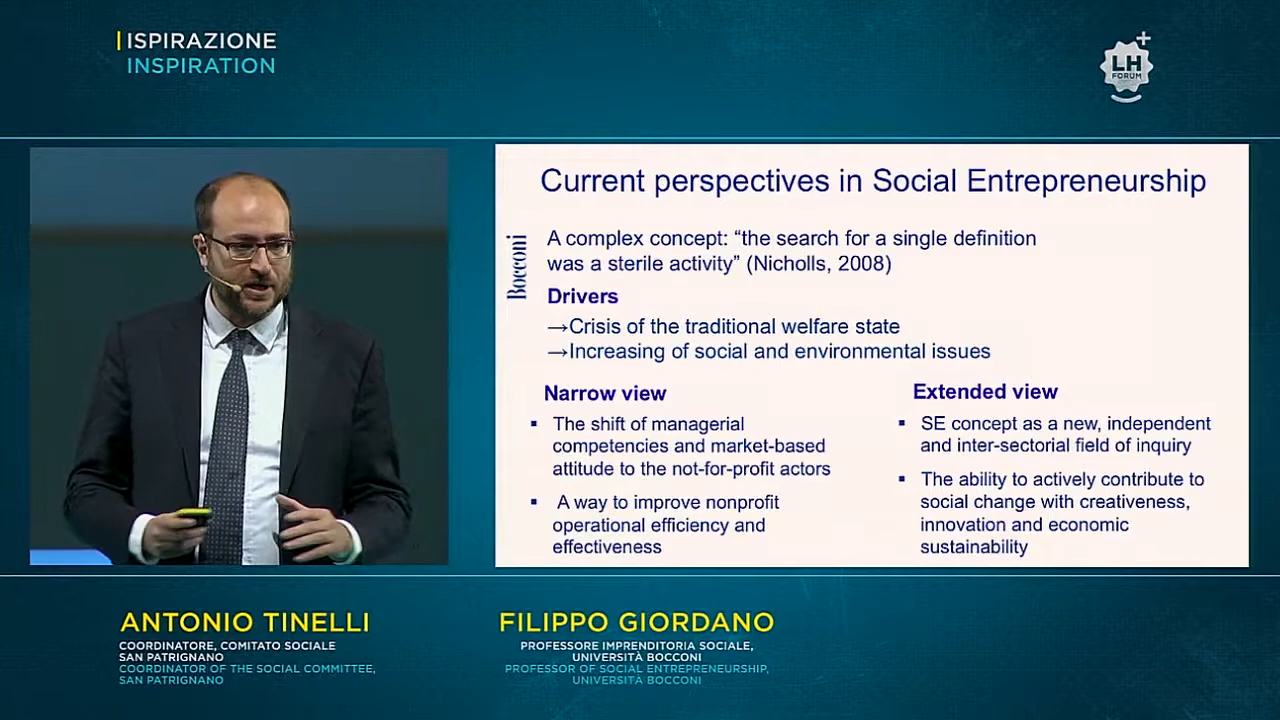 ISPIRAZIONE
INSPIRATION
LH
FORUM
Current perspectives in Social Entrepreneurship
Bocconi
A complex concept: “the search for a single definition
was a sterile activity” (Nicholls, 2008)
Drivers
→Crisis of the traditional welfare state
→Increasing of social and environmental issues
Narrow view
▪ The shift of managerial
competencies and market-based
attitude to the not-for-profit actors
▪ A way to improve nonprofit
operational efficiency and
effectiveness
Extended view
▪ SE concept as a new, independent
and inter-sectorial field of inquiry
▪ The ability to actively contribute to
social change with creativeness,
innovation and economic
sustainability
ANTONIO TINELLI
COORDINATORE, COMITATO SOCIALE
SAN PATRIGNANO
COORDINATOR OF THE SOCIAL COMMITTEE,
SAN PATRIGNANO
FILIPPO GIORDANO
PROFESSORE IMPRENDITORIA SOCIALE,
UNIVERSITÀ BOCCONI
PROFESSOR OF SOCIAL ENTREPRENEURSHIP,
UNIVERSITÀ BOCCONI